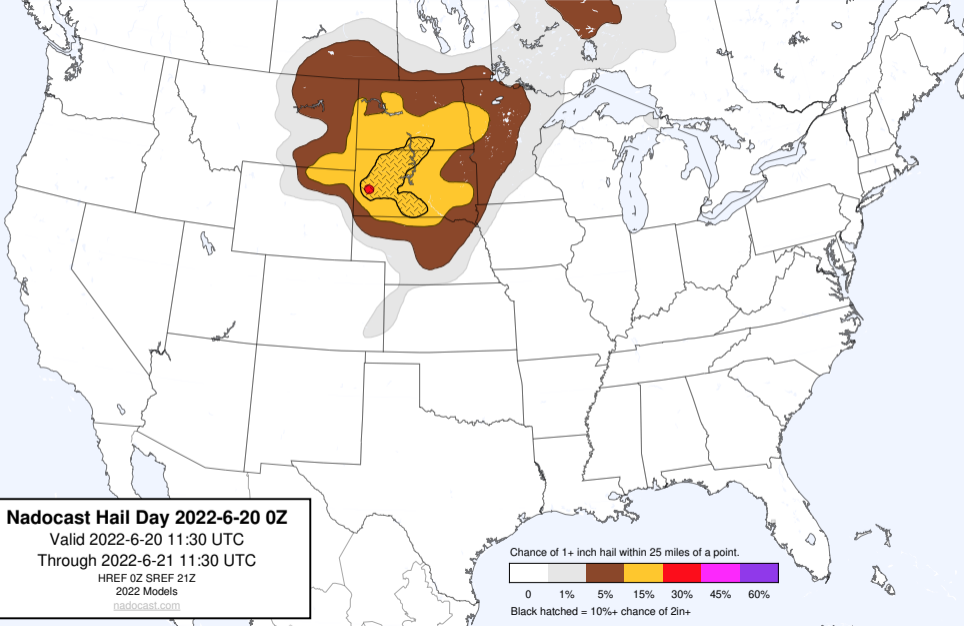 Nadocast Hail Day 2022-6-20 0Z
Valid 2022-6-20 11:30 UTC
Through 2022-6-21 11:30 UTC
HREF 0Z SREF 21Z
2022 Models
nadocast.com
Chance of 1+ inch hail within 25 miles of a point.
0 1% 5% 15% 30% 45% 60%
Black hatched = 10%+ chance of 2in+